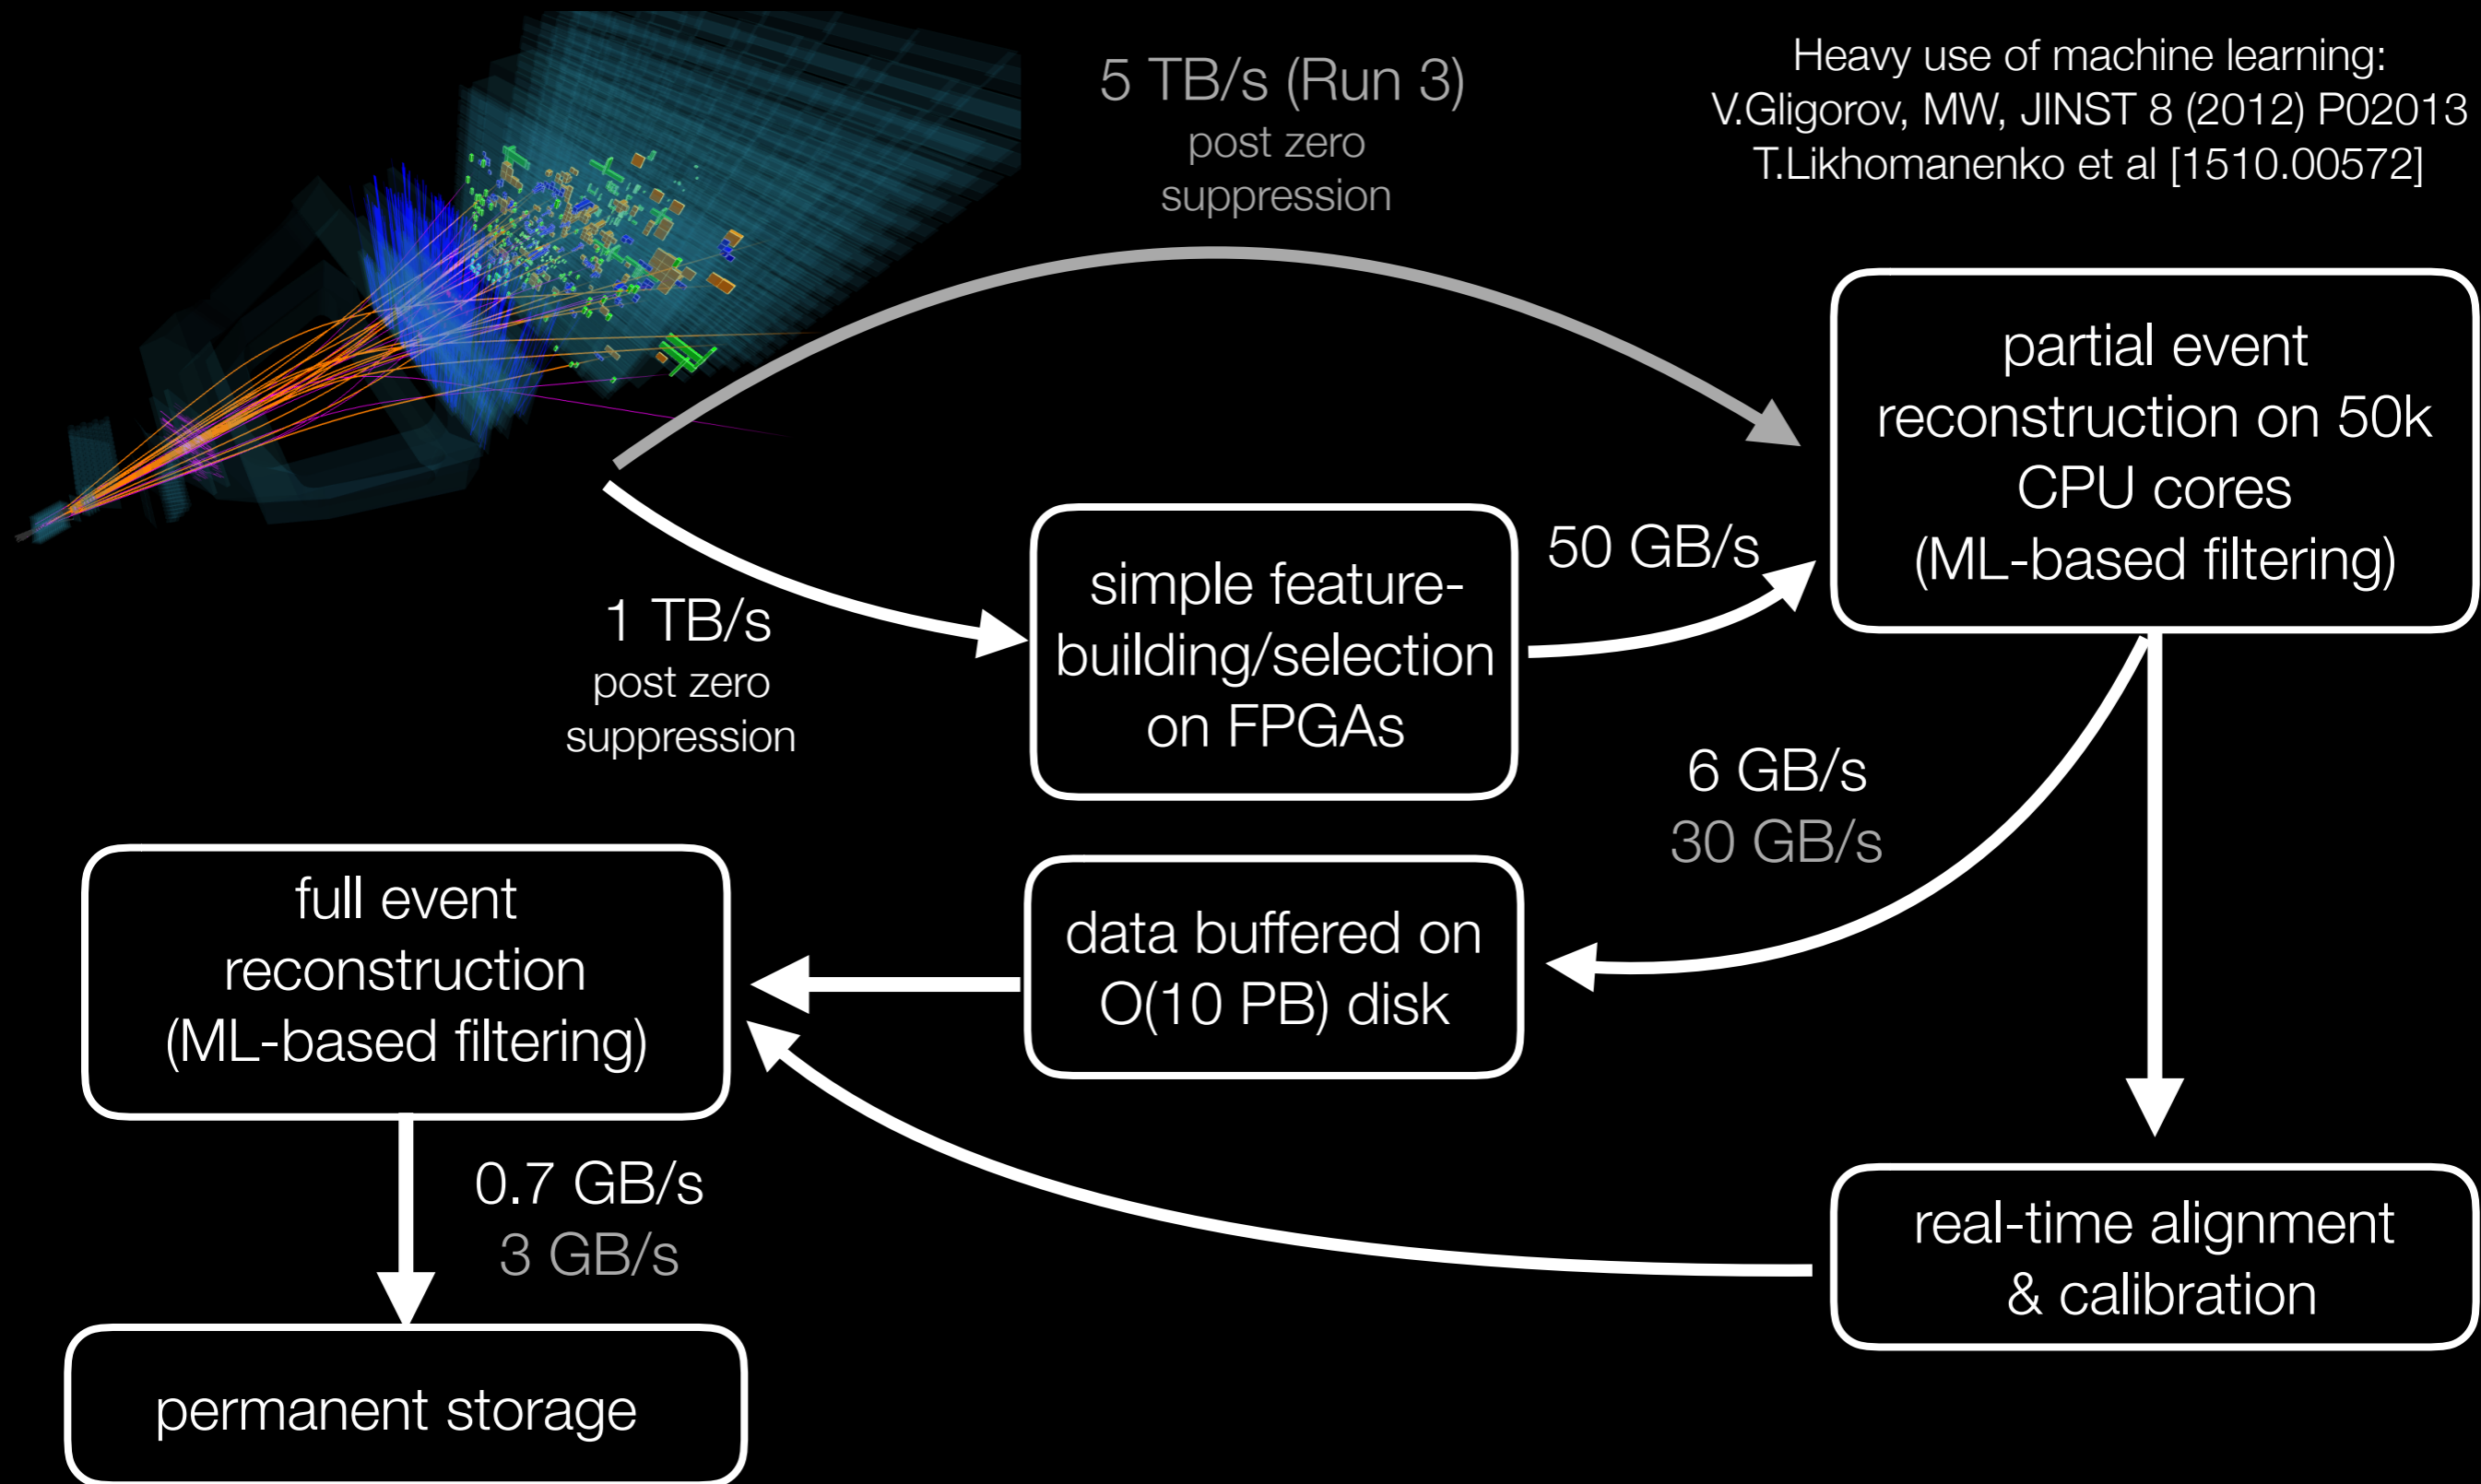 5 TB/s (Run 3)
post zero
suppression
Heavy use of machine learning:
V.Gligorov, MW, JINST 8 (2012) P02013
T.Likhomanenko et al [1510.00572]
partial event
reconstruction on 50k
CPU cores
(ML-based filtering)
1 TB/s
post zero
suppression
simple feature-
building/selection
on FPGAs
50 GB/s
6 GB/s
30 GB/s
full event
reconstruction
(ML-based filtering)
data buffered on
O(10 PB) disk
0.7 GB/s
3 GB/s
real-time alignment
& calibration
permanent storage